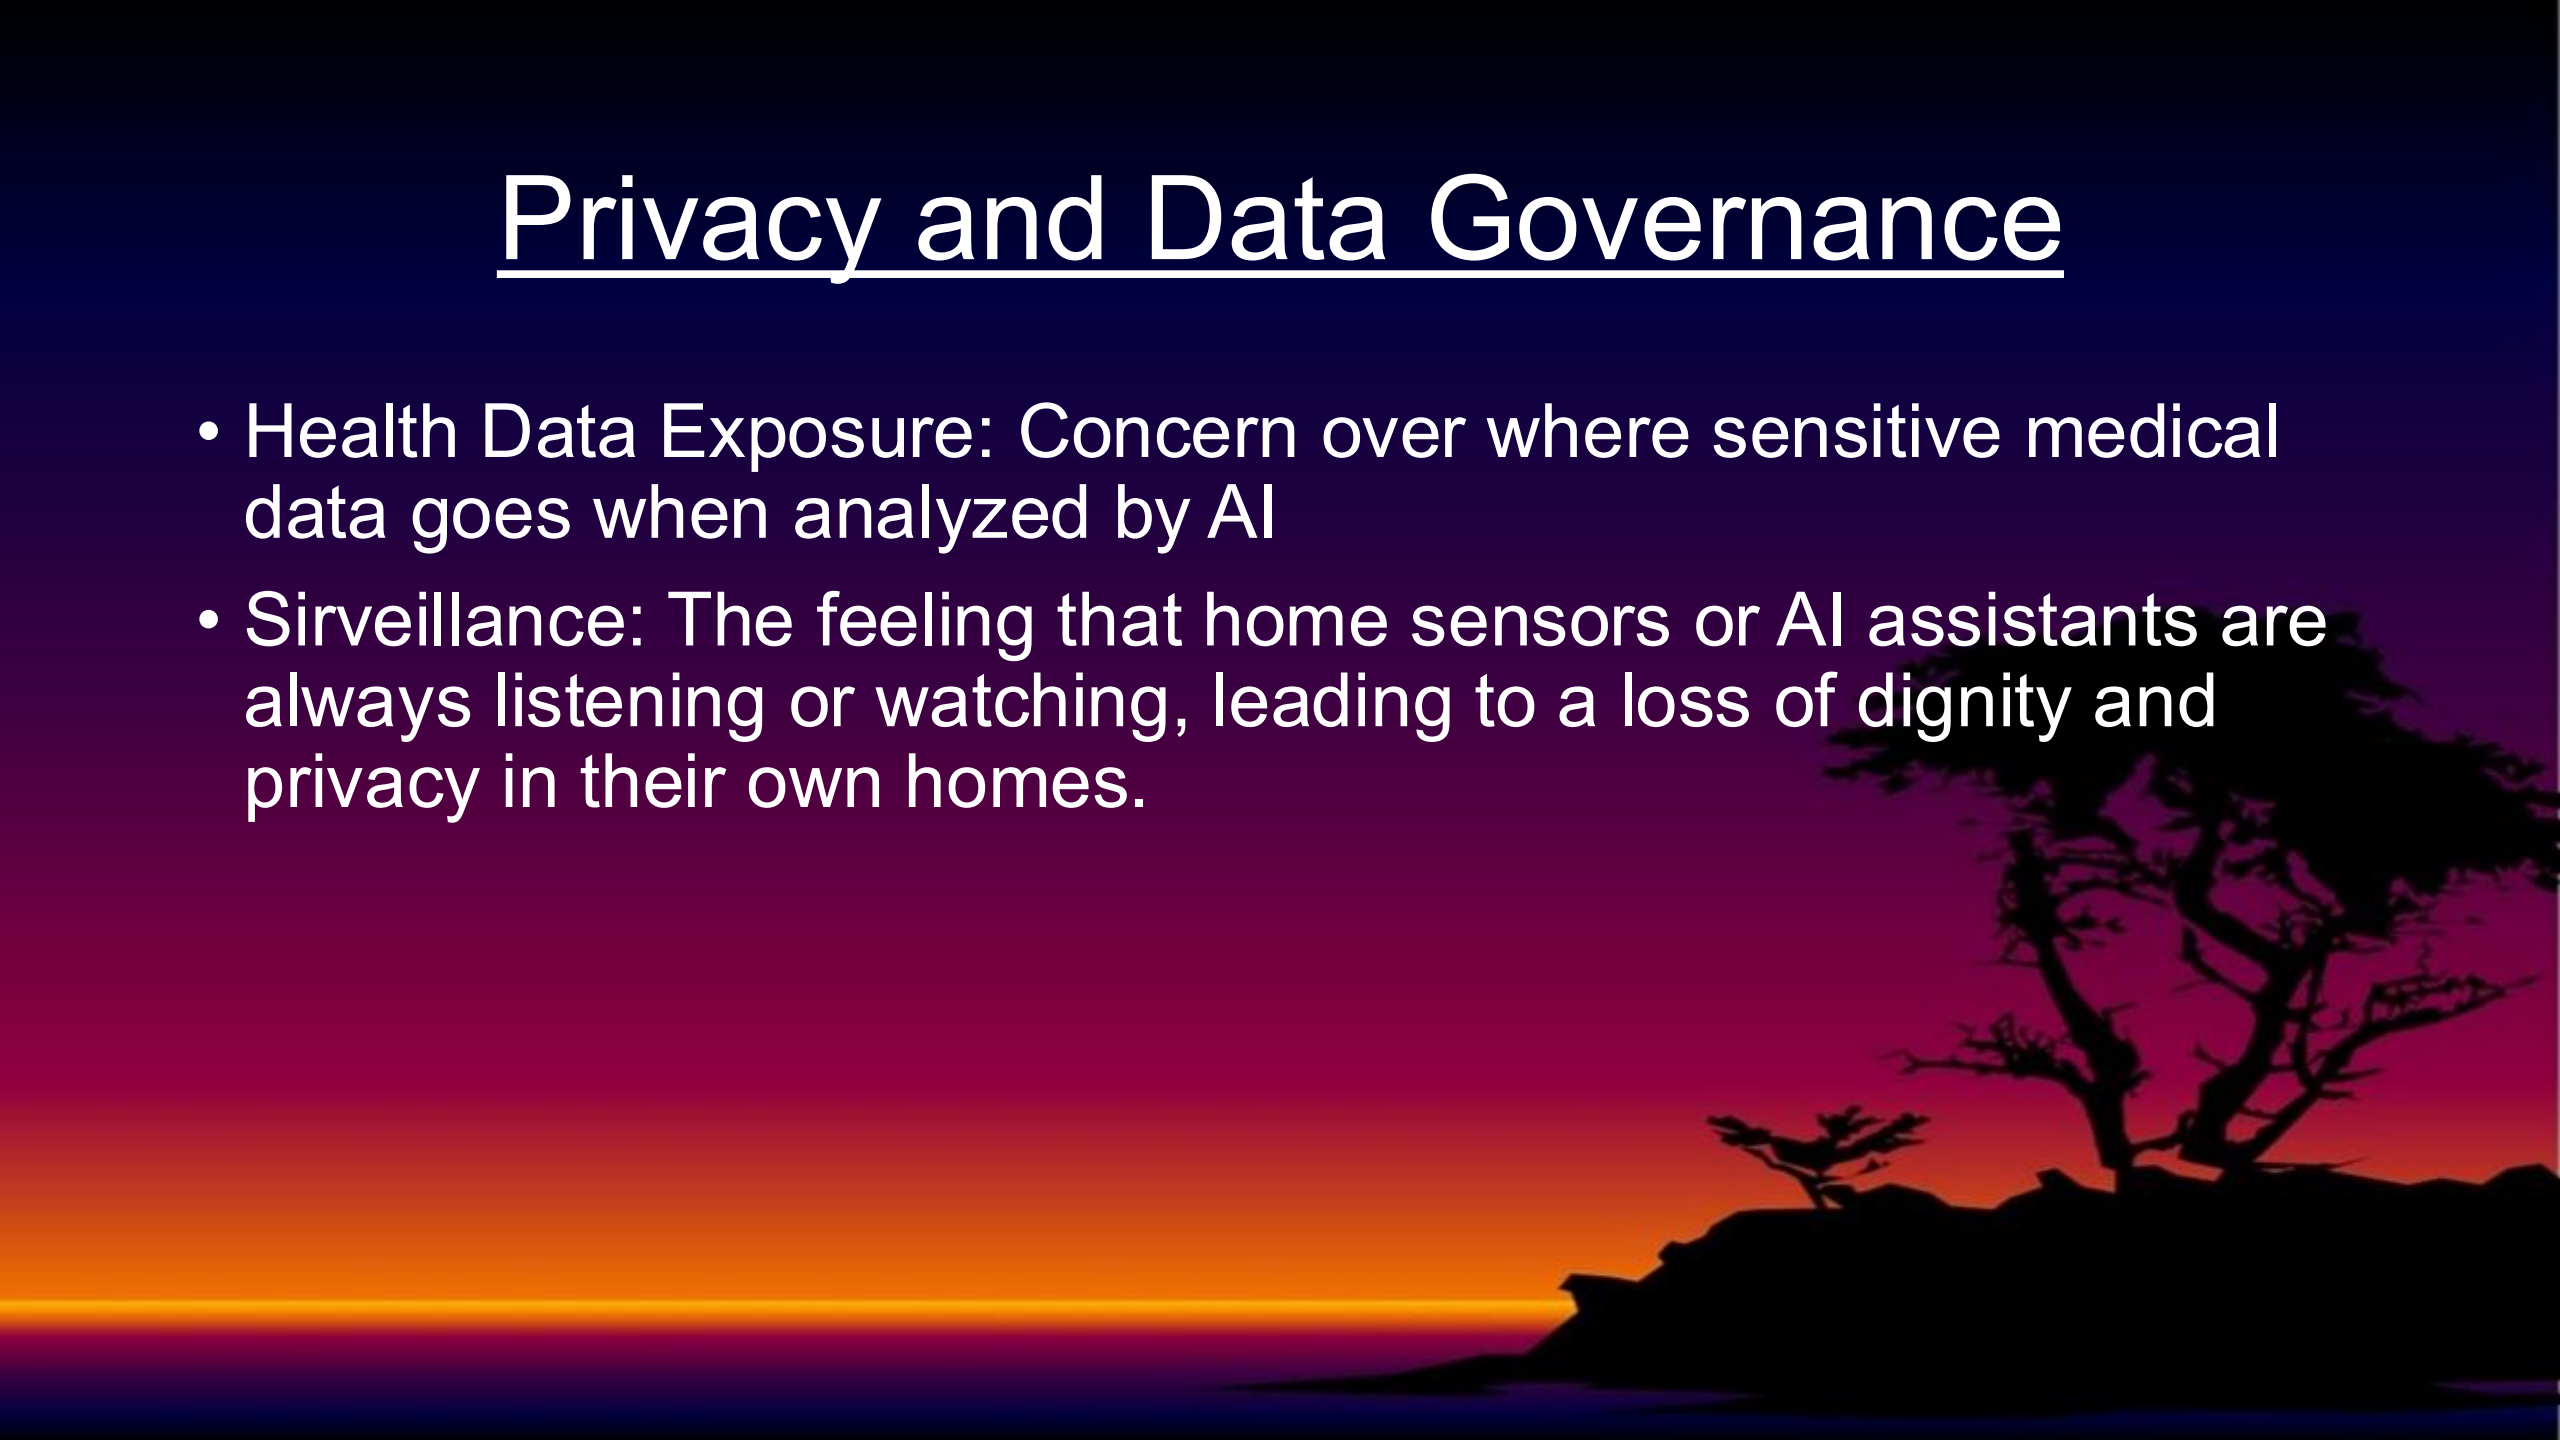 Privacy and Data Governance
• Health Data Exposure: Concern over where sensitive medical
data goes when analyzed by AI
• Sirveillance: The feeling that home sensors or AI assistants are
always listening or watching, leading to a loss of dignity and
privacy in their own homes.